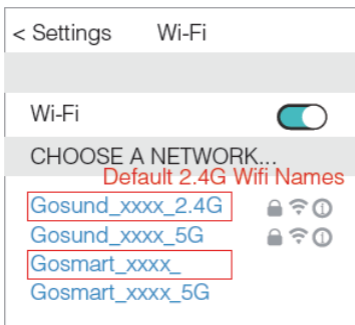 < Settings Wi-Fi
Wi-Fi
CHOOSE A NETWORK...
Default 2.4G Wifi Names
Gosund_xxxx_2.4G
Gosund_xxxx_5G
Gosmart_xxxx_
Gosmart_xxxx_5G